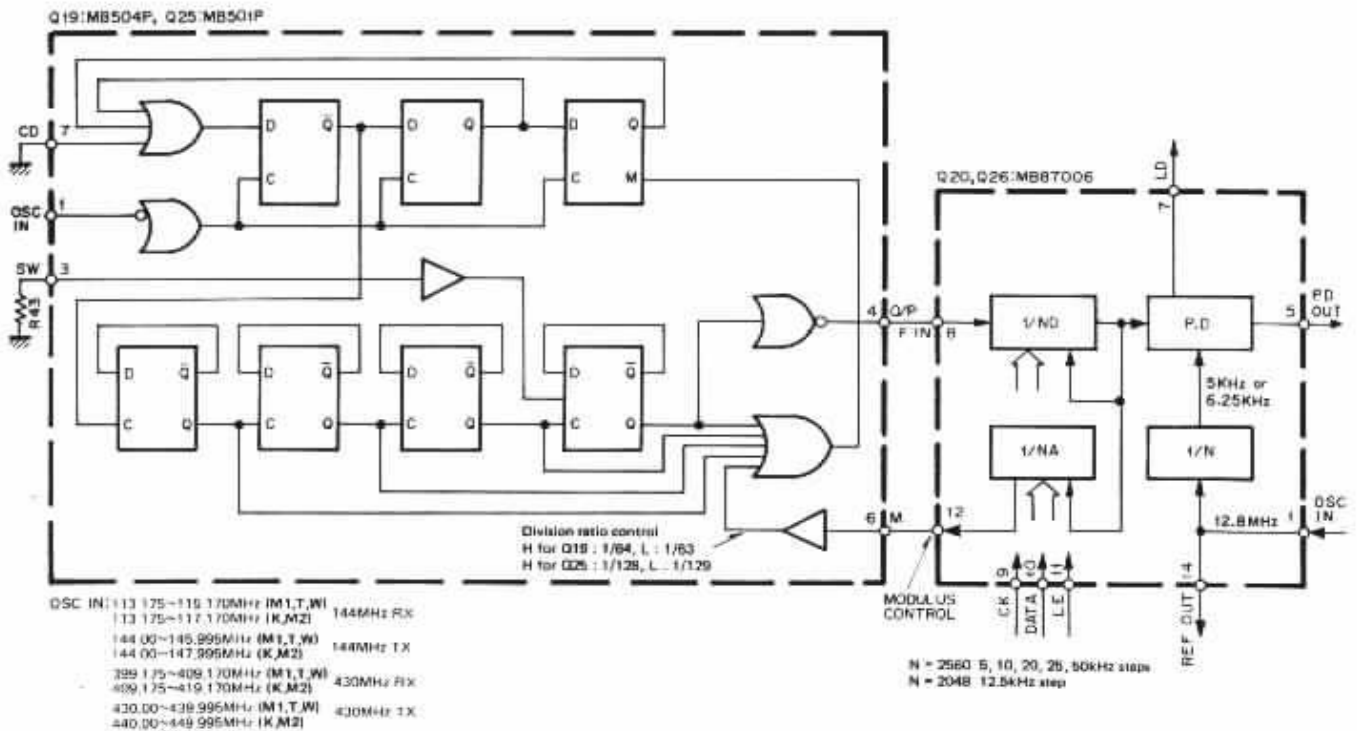 Q19:MB504P, Q25:MB501P
CD
7
OSC IN
1
SW
3
R43
D
Q̅
C
D
Q
C
D
Q
C
M
D
Q̅
C
Q
D
Q̅
C
Q
D
Q̅
C
Q
D
Q̅
C
Q
4
O/P
6
M
Division ratio control
H for Q19 : 1/64, L : 1/63
H for Q25 : 1/128, L : 1/129
Q20,Q26:MB87006
LD
7
F IN
8
1/ND
P.D
5
PD OUT
5KHz or
6.25KHz
1/NA
1/N
12
12.8MHz
1
OSC IN
MODULUS
CONTROL
CK 9
DATA 10
LE 11
REF OUT 14
N = 2560 5, 10, 20, 25, 50kHz steps
N = 2048 12.5kHz step
OSC IN: 113.175~115.170MHz (M1,T,W)
113.175~117.170MHz (K,M2)
144MHz RX
144.00~145.995MHz (M1,T,W)
144.00~147.995MHz (K,M2)
144MHz TX
399.175~409.170MHz (M1,T,W)
409.175~419.170MHz (K,M2)
430MHz RX
430.00~439.995MHz (M1,T,W)
440.00~449.995MHz (K,M2)
430MHz TX